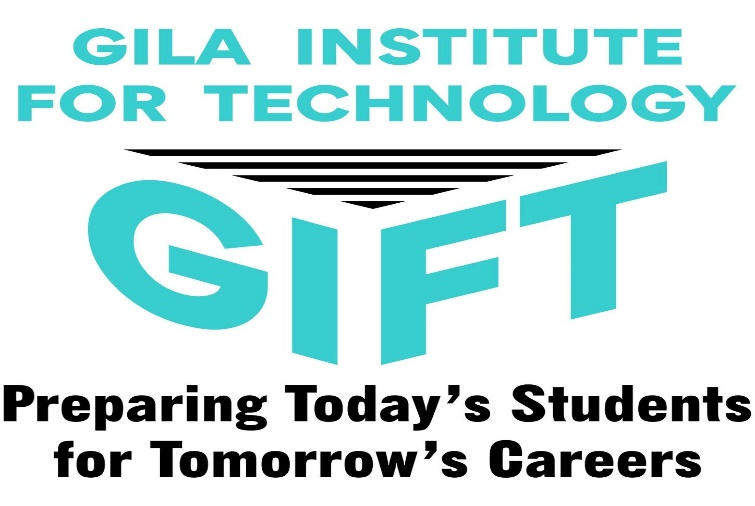 GILA INSTITUTE
FOR TECHNOLOGY
GIFT
Preparing Today's Students
for Tomorrow's Careers